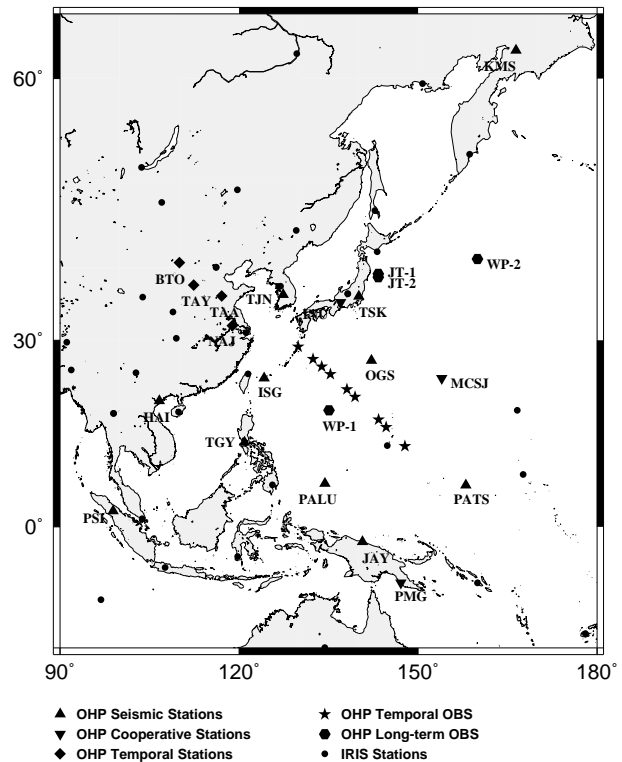 60°
30°
0°
90°
120°
150°
180°
KMS
BTO
TAY
TAA
NAJ
TJN
TSK
JT-1
JT-2
WP-2
OGS
ISG
MCSJ
HAI
WP-1
TGY
PALU
PATS
PSI
JAY
PMG
OHP Seismic Stations
OHP Cooperative Stations
OHP Temporal Stations
OHP Temporal OBS
OHP Long-term OBS
IRIS Stations